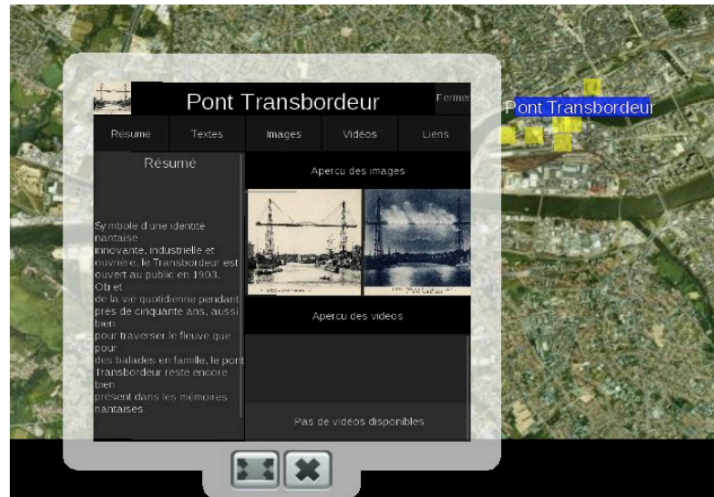 Pont Transbordeur
Fermer
Résumé
Textes
Images
Vidéos
Liens
Résumé
Symbole d'une identité
nantaise
innovante, industrielle et
ouvrière, le Transbordeur est
ouvert au public en 1903.
Objet
de la vie quotidienne pendant
près de cinquante ans, aussi
bien
pour traverser le fleuve que
pour
des balades en famille, le pont
Transbordeur reste encore
bien
présent dans les mémoires
nantaises.
Apercu des images
Apercu des videos
Pas de vidéos disponibles
Pont Transbordeur